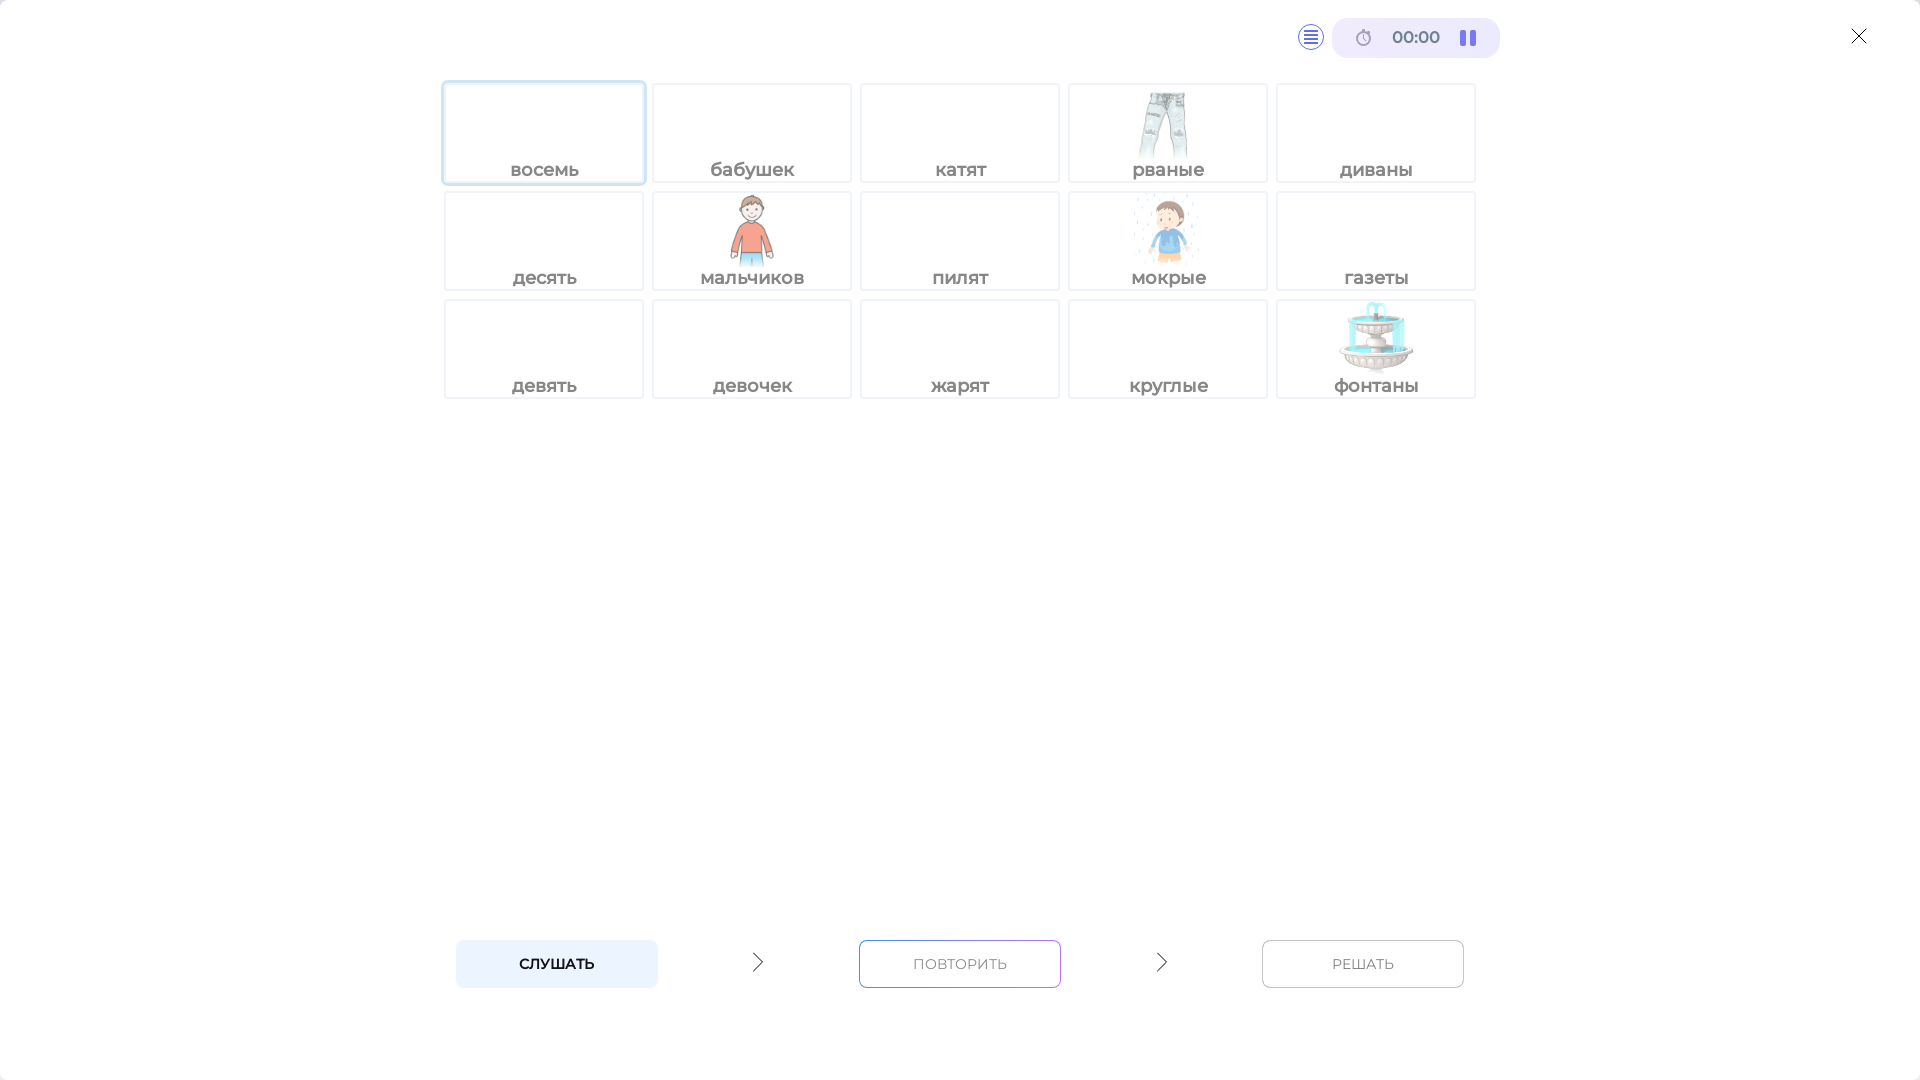 00:00
восемь бабушек катят рваные диваны
десять мальчиков пилят мокрые газеты
девять девочек жарят круглые фонтаны
СЛУШАТЬ ПОВТОРИТЬ РЕШАТЬ